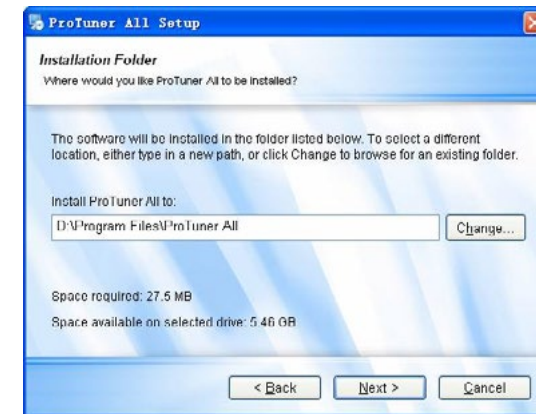 ProTuner All Setup
Installation Folder
Where would you like ProTuner All to be installed?
The software will be installed in the folder listed below. To select a different
location, either type in a new path, or click Change to browse for an existing folder.
Install ProTuner All to:
D:\Program Files\ProTuner All
Change...
Space required: 27.5 MB
Space available on selected drive: 5.46 GB
< Back
Next >
Cancel